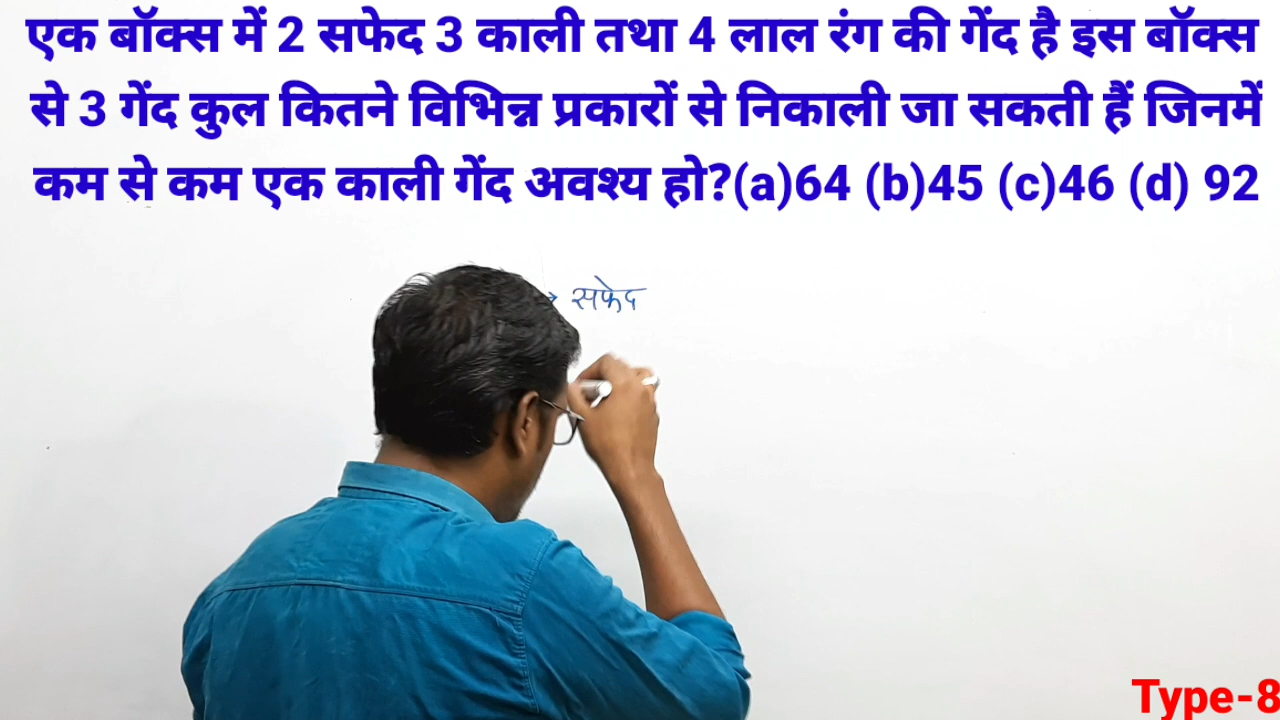 एक बॉक्स में 2 सफेद 3 काली तथा 4 लाल रंग की गेंद है इस बॉक्स
से 3 गेंद कुल कितने विभिन्न प्रकारों से निकाली जा सकती हैं जिनमें
कम से कम एक काली गेंद अवश्य हो?(a)64 (b)45 (c)46 (d) 92
→ सफेद
Type-8